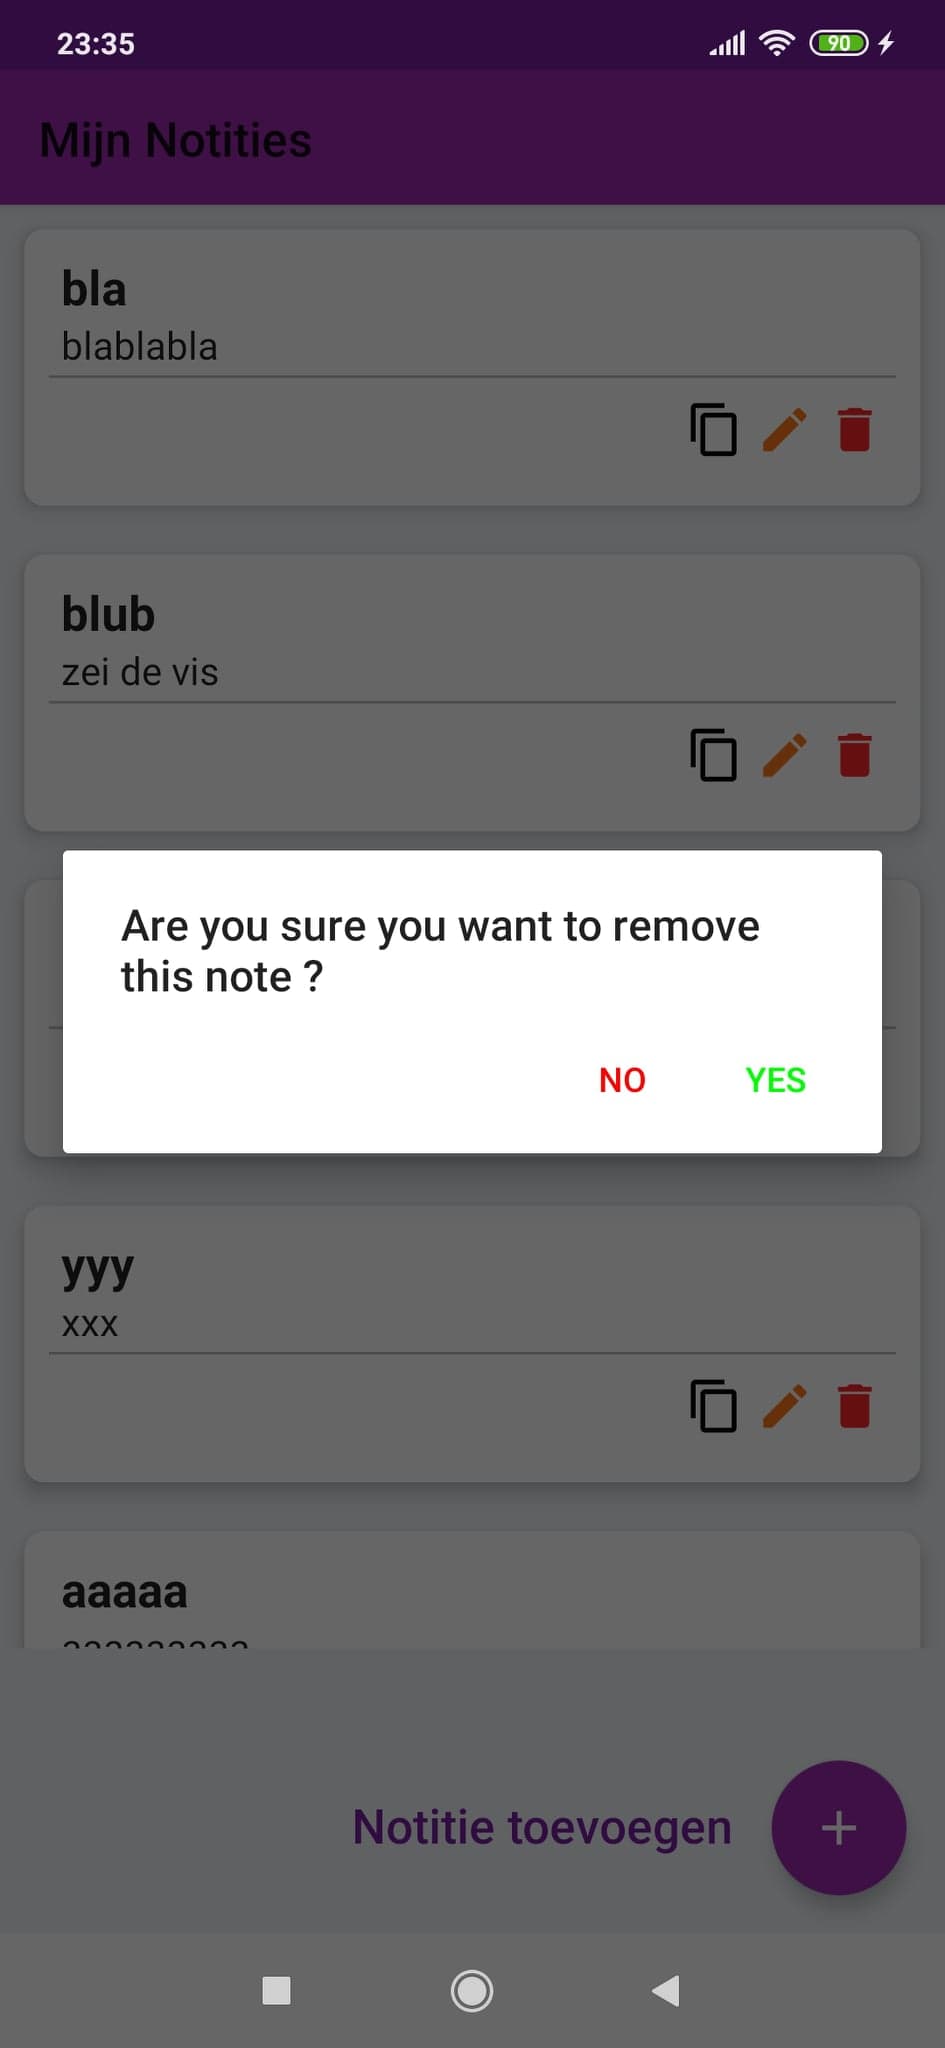 23:35
90
Mijn Notities
bla
blablabla
blub
zei de vis
Are you sure you want to remove
this note ?
NO YES
yyy
xxx
aaaaa
Notitie toevoegen
+